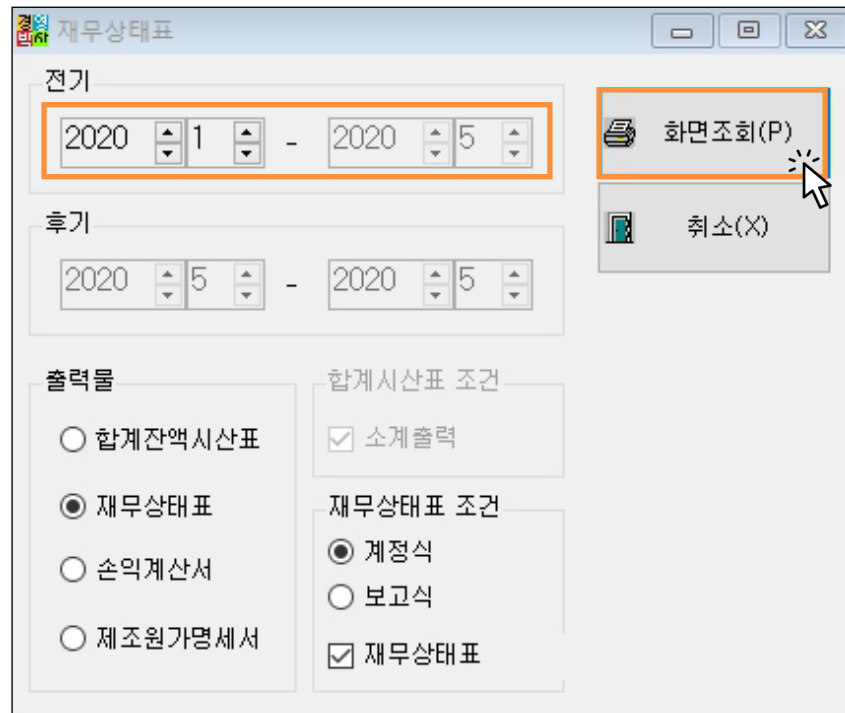 경영박사 재무상태표
전기
2020 1 - 2020 5
화면조회(P)
취소(X)
후기
2020 5 - 2020 5
출력물
합계잔액시산표
재무상태표
손익계산서
제조원가명세서
합계시산표 조건
소계출력
재무상태표 조건
계정식
보고식
재무상태표